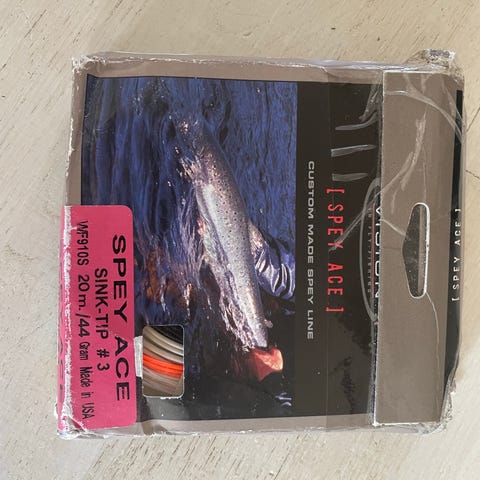 SPEY ACE
SINK-T!P # 3
WF910S 20 m./44 Gram Made in USA
CUSTOM MADE SPEY LINE
[ SPEY ACE ]
VISION
[ SPEY ACE ]